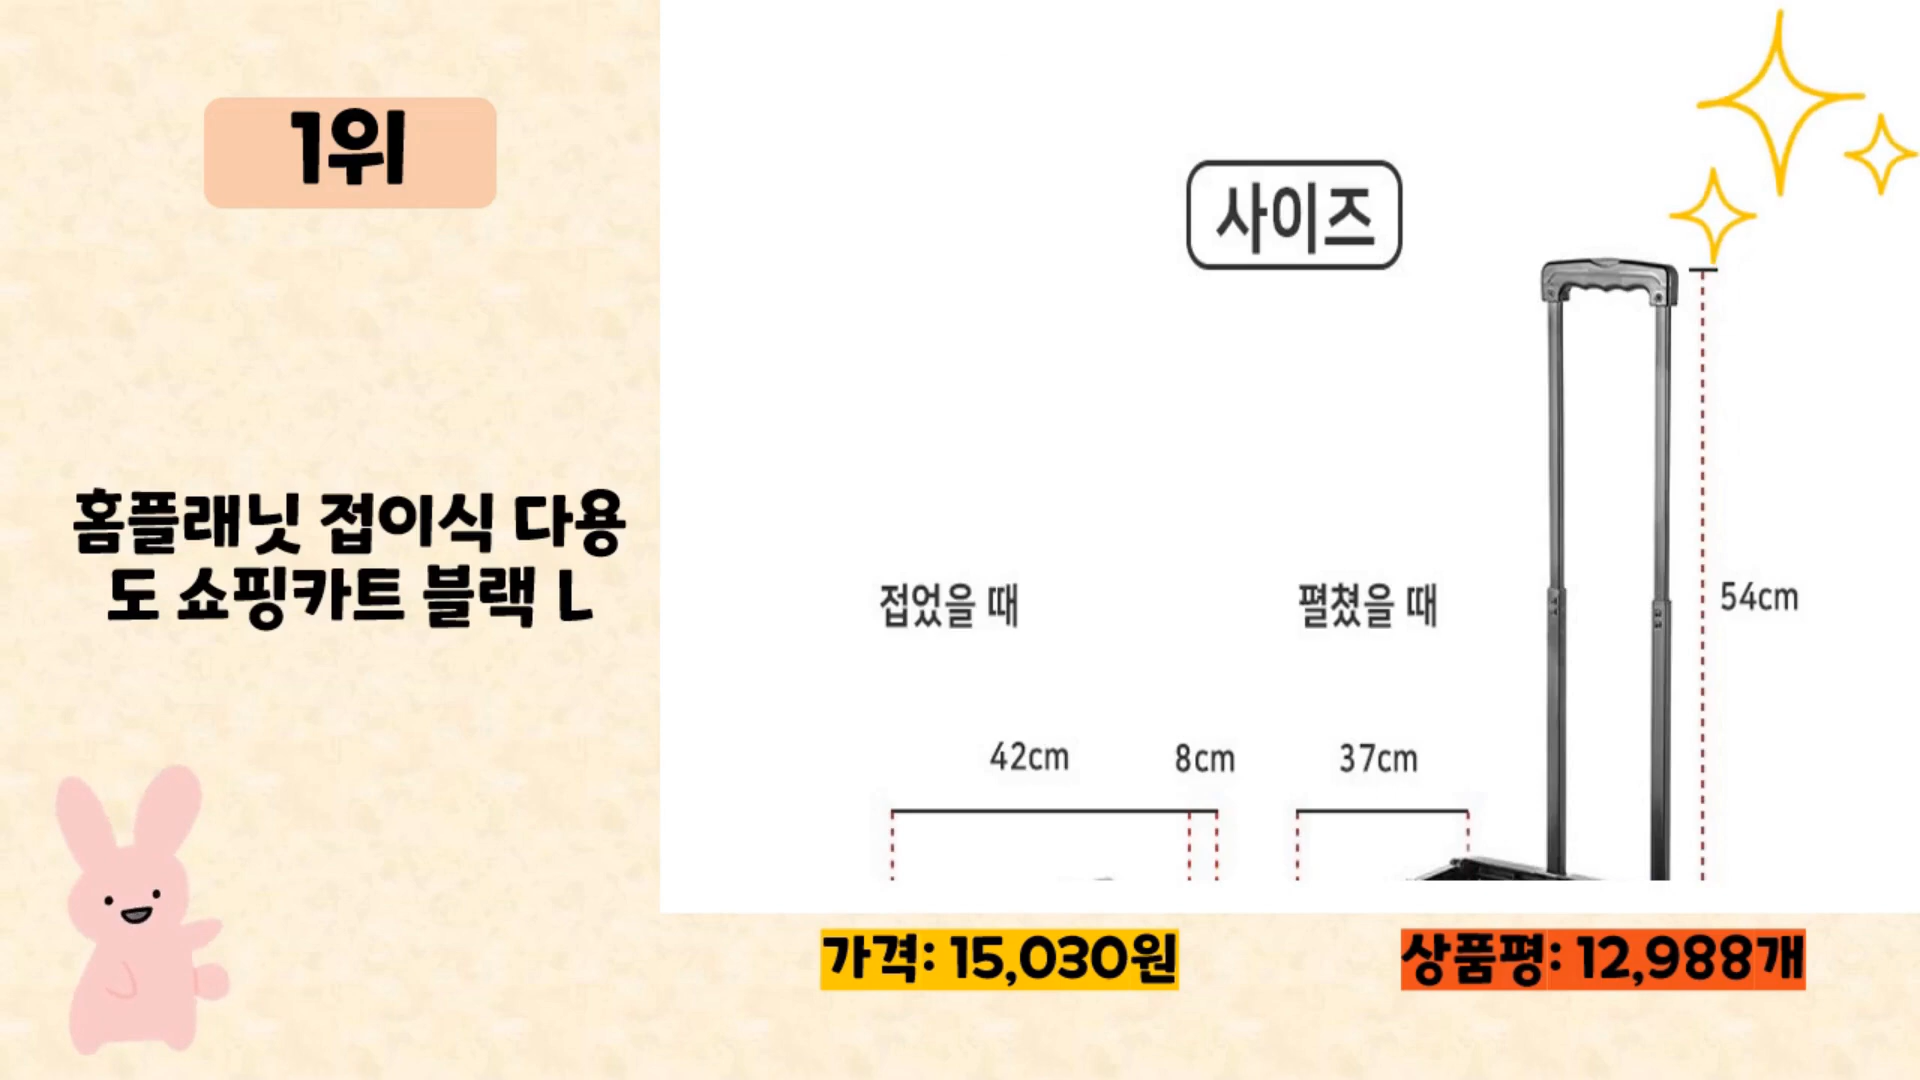 1위
홈플래닛 접이식 다용
도 쇼핑카트 블랙 L
사이즈
접었을 때
펼쳤을 때
54cm
42cm
8cm
37cm
가격: 15,030원
상품평: 12,988개